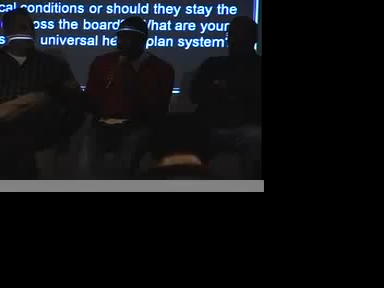 cal conditions or should they stay the
oss the board? What are your
universal he plan system?